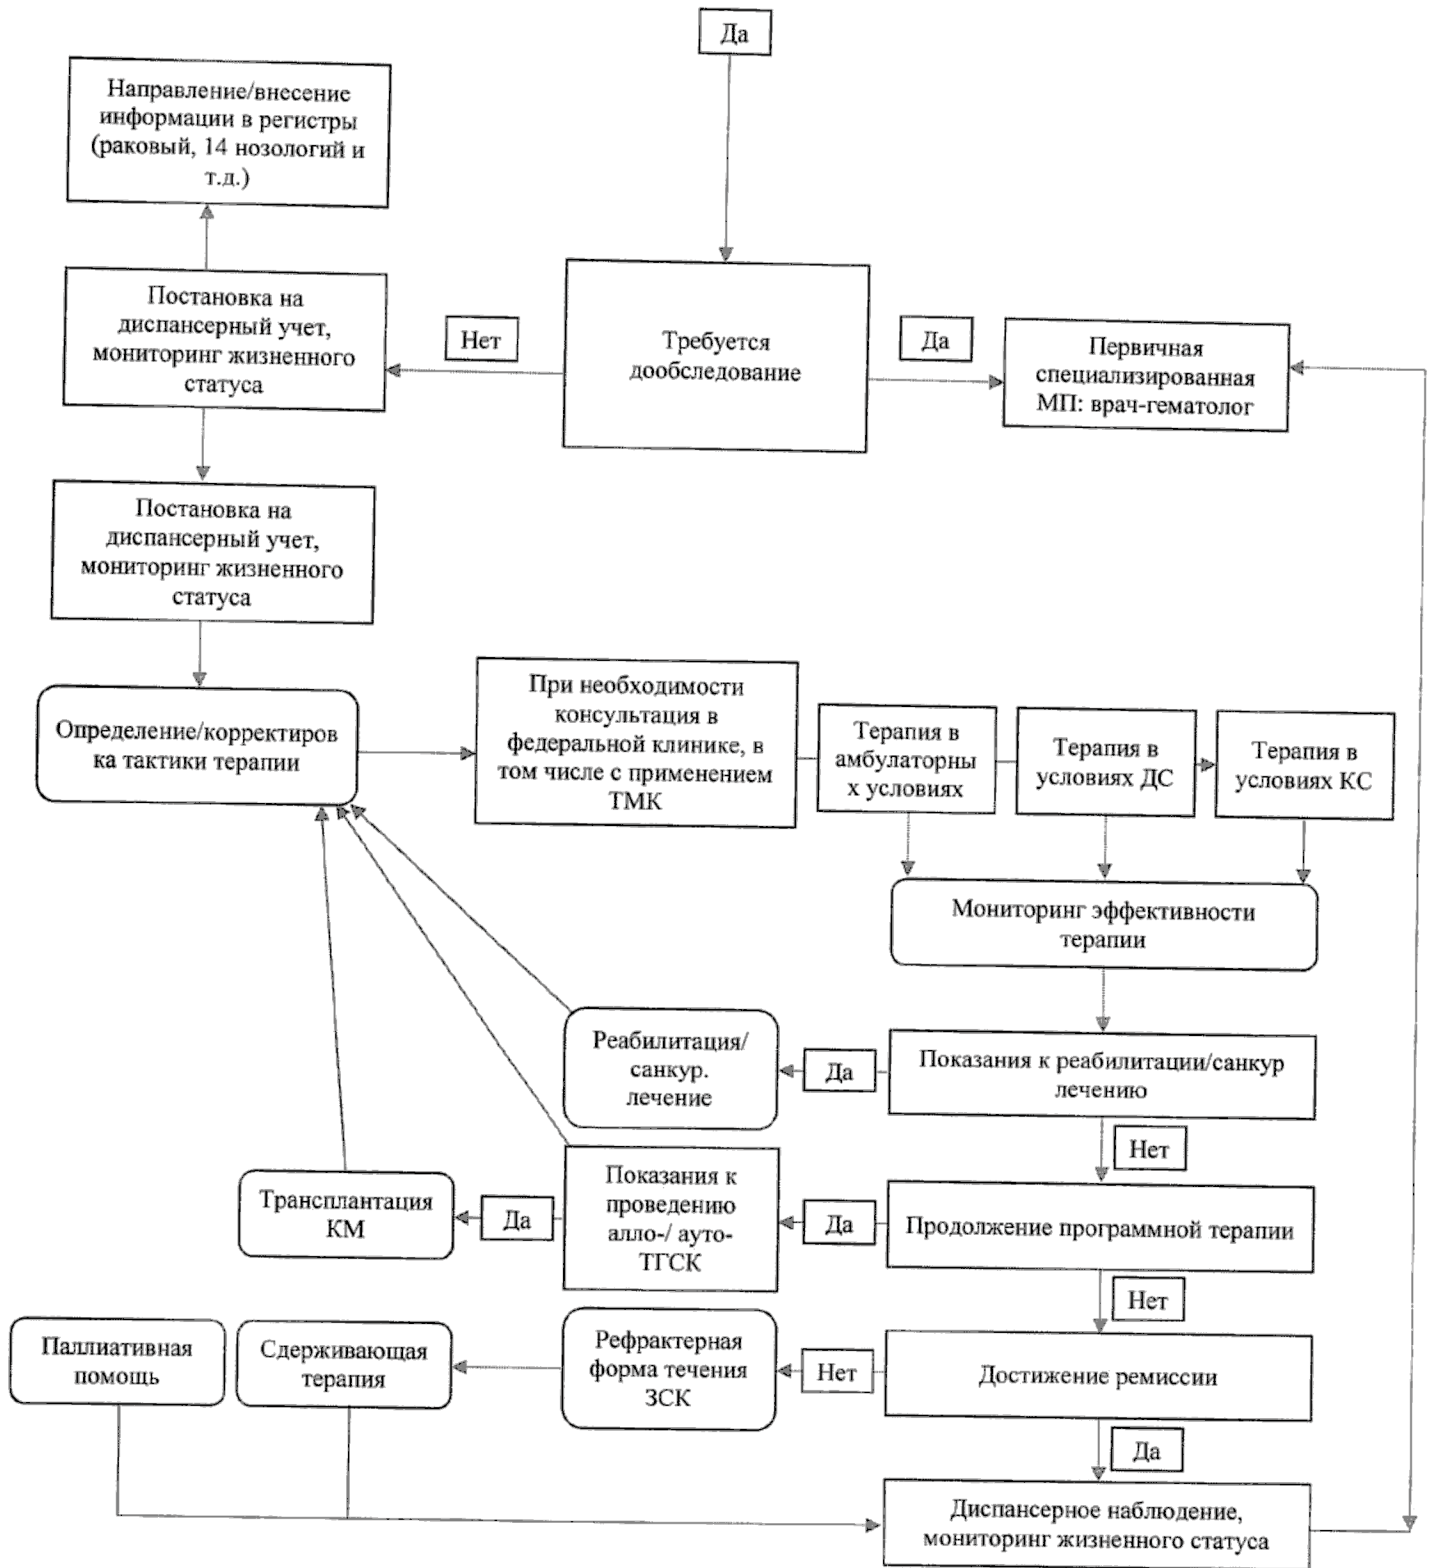 Да
Направление/внесение
информации в регистры
(раковый, 14 нозологий и
т.д.)
Постановка на
диспансерный учет,
мониторинг жизненного
статуса
Нет
Требуется
дообследование
Да
Первичная
специализированная
МП: врач-гематолог
Постановка на
диспансерный учет,
мониторинг жизненного
статуса
Определение/корректиров
ка тактики терапии
При необходимости
консультация в
федеральной клинике, в
том числе с применением
ТМК
Терапия в
амбулаторны
х условиях
Терапия в
условиях ДС
Терапия в
условиях КС
Мониторинг эффективности
терапии
Реабилитация/
санкур.
лечение
Да
Показания к реабилитации/санкур
лечению
Нет
Трансплантация
КМ
Да
Показания к
проведению
алло-/ ауто-
ТГСК
Да
Продолжение программной терапии
Нет
Паллиативная
помощь
Сдерживающая
терапия
Рефрактерная
форма течения
ЗСК
Нет
Достижение ремиссии
Да
Диспансерное наблюдение,
мониторинг жизненного статуса